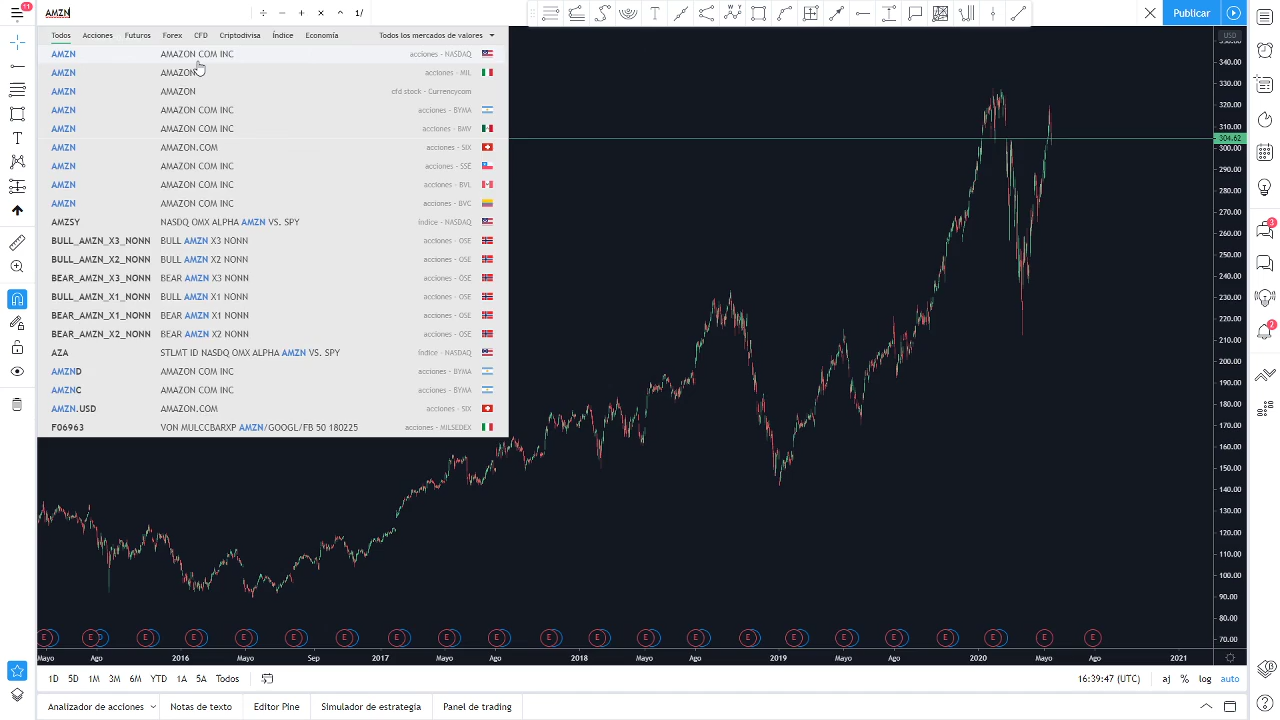 11
AMZN
÷ − + × ^ 1/
Publicar
Todos Acciones Futuros Forex CFD Criptodivisa Índice Economía Todos los mercados de valores
AMZN AMAZON COM INC acciones - NASDAQ
AMZN AMAZON acciones - MIL
AMZN AMAZON cfd stock - Currencycom
AMZN AMAZON COM INC acciones - BYMA
AMZN AMAZON COM INC acciones - BMV
AMZN AMAZON.COM acciones - SIX
AMZN AMAZON COM INC acciones - SSE
AMZN AMAZON COM INC acciones - BVL
AMZN AMAZON COM INC acciones - BVC
AMZSY NASDQ OMX ALPHA AMZN VS. SPY índice - NASDAQ
BULL_AMZN_X3_NONN BULL AMZN X3 NONN acciones - OSE
BULL_AMZN_X2_NONN BULL AMZN X2 NONN acciones - OSE
BEAR_AMZN_X3_NONN BEAR AMZN X3 NONN acciones - OSE
BULL_AMZN_X1_NONN BULL AMZN X1 NONN acciones - OSE
BEAR_AMZN_X1_NONN BEAR AMZN X1 NONN acciones - OSE
BEAR_AMZN_X2_NONN BEAR AMZN X2 NONN acciones - OSE
AZA STLMT ID NASDQ OMX ALPHA AMZN VS. SPY índice - NASDAQ
AMZND AMAZON COM INC acciones - BYMA
AMZNC AMAZON COM INC acciones - BYMA
AMZN.USD AMAZON.COM acciones - SIX
F06963 VON MULCCBARXP AMZN/GOOGL/FB 50 180225 acciones - MILSEDEX
USD
340.00
330.00
320.00
310.00
304.62
300.00
290.00
280.00
270.00
260.00
250.00
240.00
230.00
220.00
210.00
200.00
190.00
180.00
170.00
160.00
150.00
140.00
130.00
120.00
110.00
100.00
90.00
80.00
70.00
3
2
E E D E E E E E E E E E E E E E E E E E E E E
Mayo Ago 2016 Mayo Sep 2017 Mayo Ago 2018 Mayo Ago 2019 Mayo Ago 2020 Mayo Ago 2021
1D 5D 1M 3M 6M YTD 1A 5A Todos 16:39:47 (UTC) aj % log auto
Analizador de acciones Notas de texto Editor Pine Simulador de estrategia Panel de trading